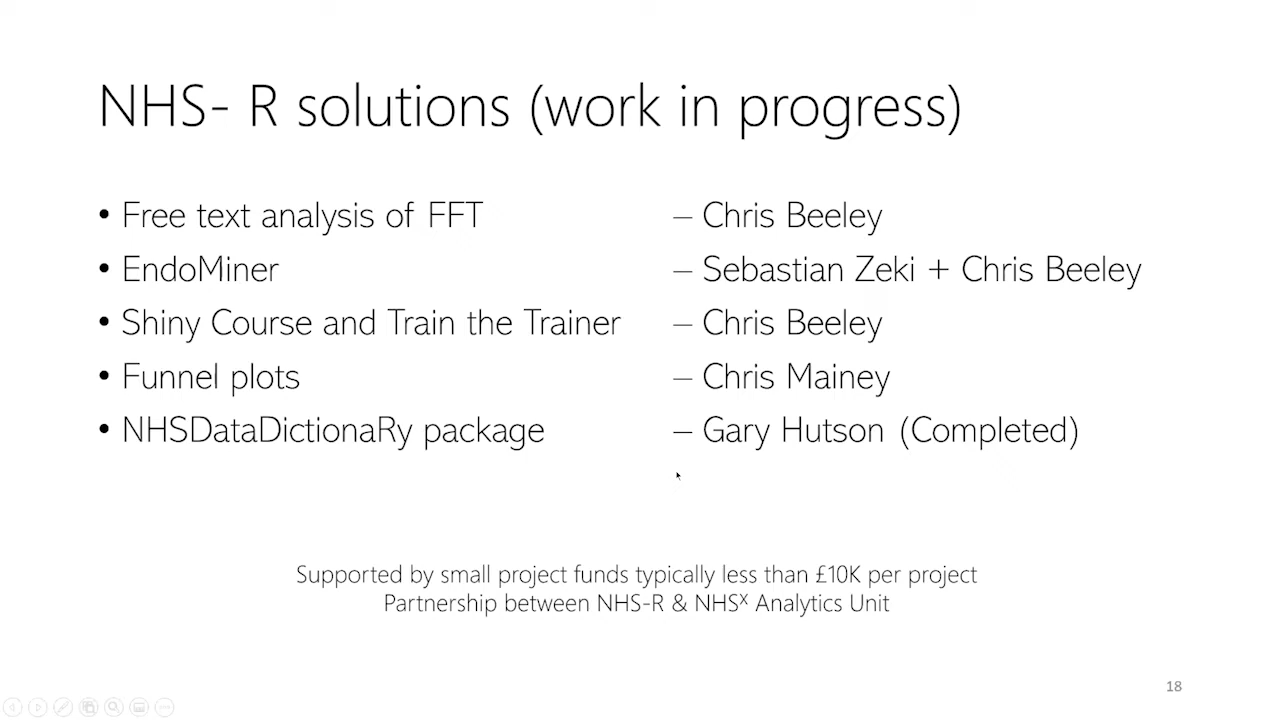 NHS- R solutions (work in progress)
• Free text analysis of FFT – Chris Beeley
• EndoMiner – Sebastian Zeki + Chris Beeley
• Shiny Course and Train the Trainer – Chris Beeley
• Funnel plots – Chris Mainey
• NHSDataDictionaRy package – Gary Hutson (Completed)
Supported by small project funds typically less than £10K per project
Partnership between NHS-R & NHSˣ Analytics Unit
18